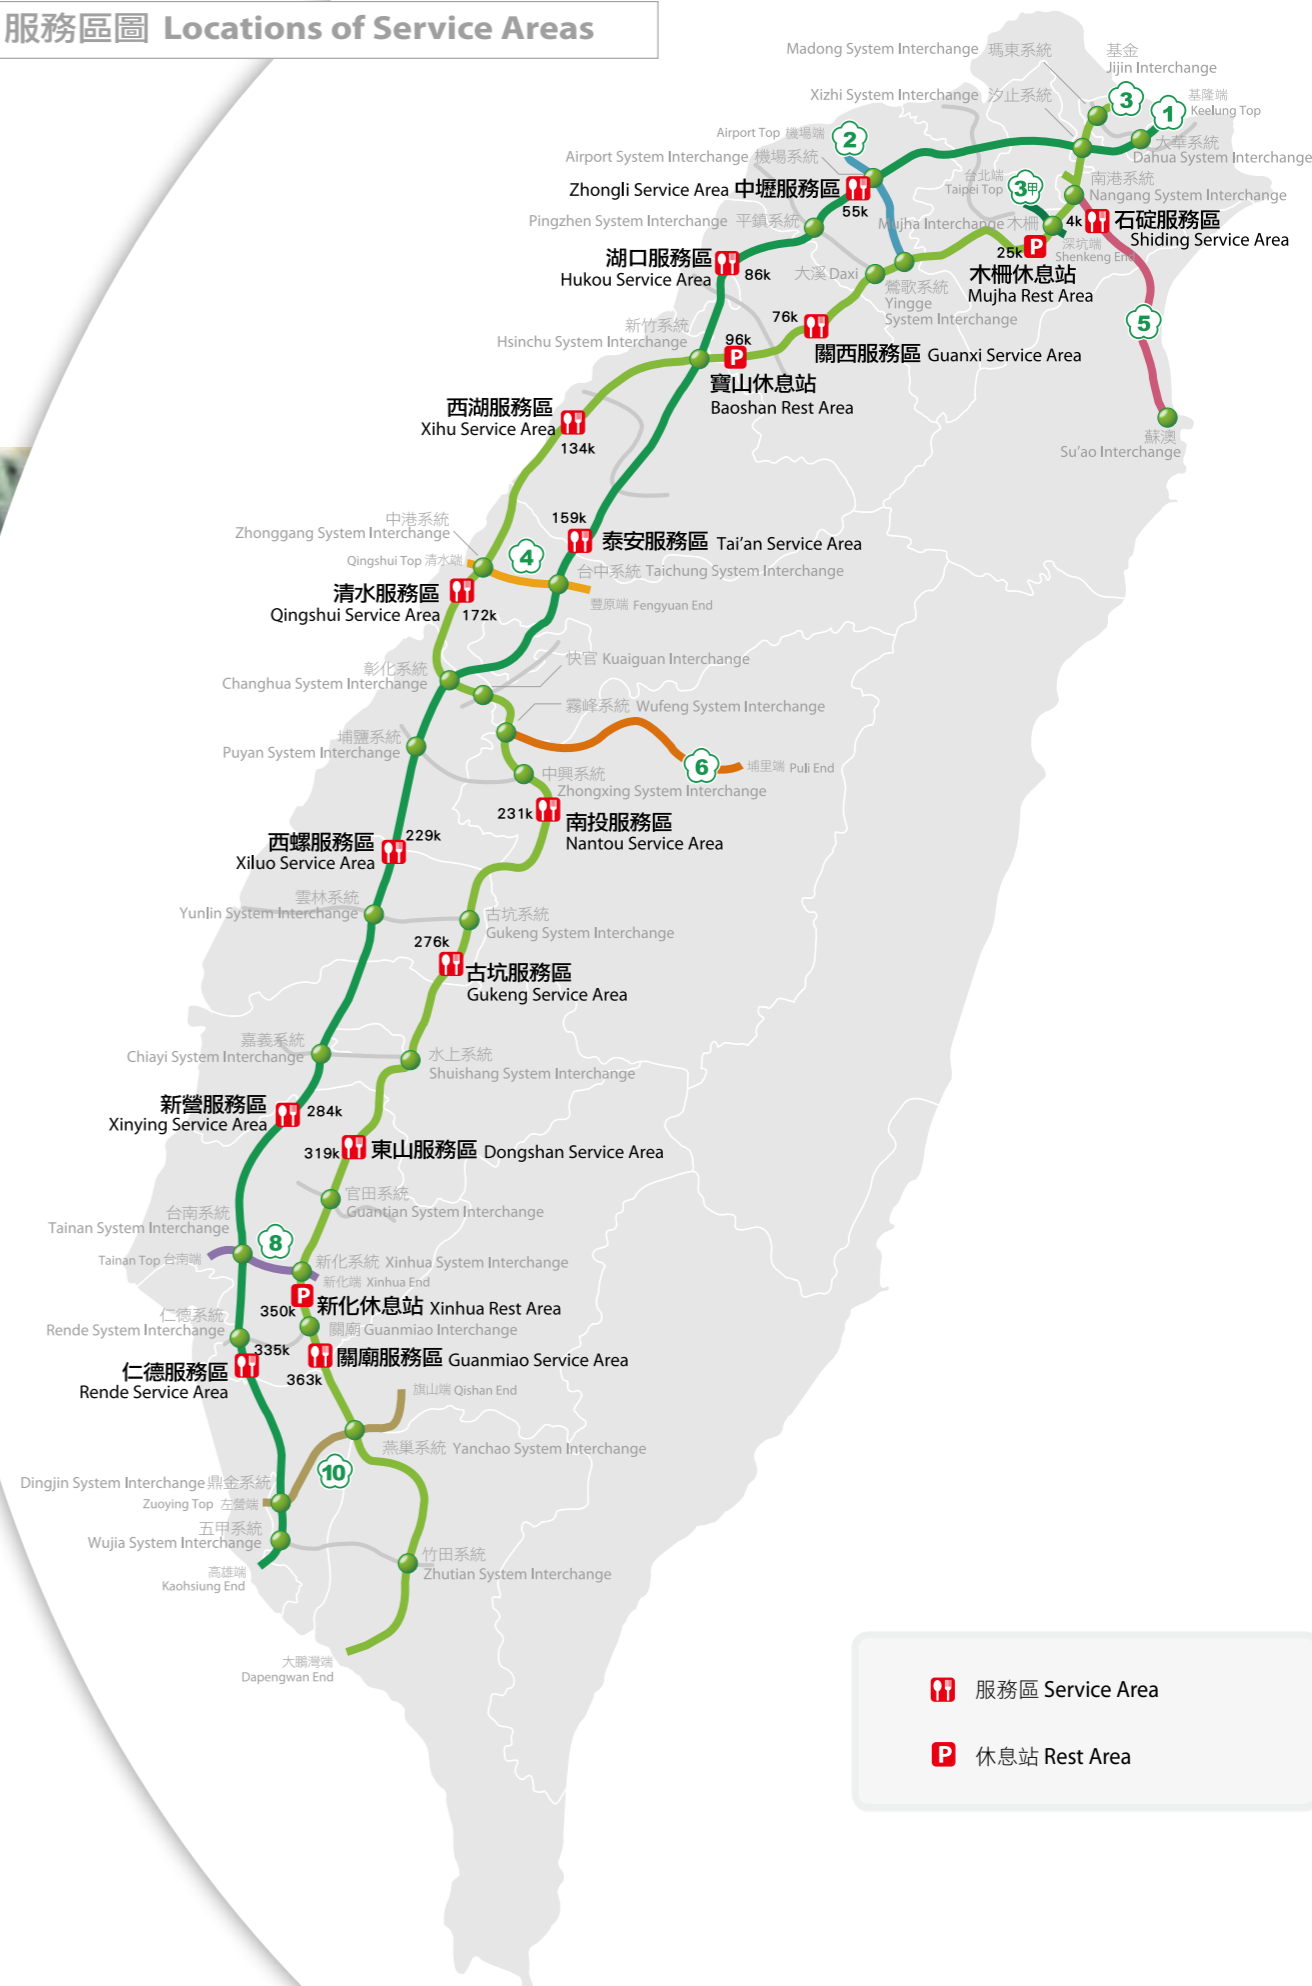 服務區圖 Locations of Service Areas
Madong System Interchange 瑪東系統
基金
Jijin Interchange
3
Xizhi System Interchange 汐止系統
基隆端
Keelung Top
1
Airport Top 機場端
2
大華系統
Dahua System Interchange
Airport System Interchange 機場系統
台北端
Taipei Top
3甲
南港系統
Nangang System Interchange
Zhongli Service Area 中壢服務區
55k
Pingzhen System Interchange 平鎮系統
Mujha Interchange 木柵
4k
石碇服務區
Shiding Service Area
深坑端
Shenkeng End
25k
木柵休息站
Mujha Rest Area
湖口服務區
Hukou Service Area
86k
大溪 Daxi
鶯歌系統
Yingge
System Interchange
5
新竹系統
Hsinchu System Interchange
76k
關西服務區 Guanxi Service Area
96k
寶山休息站
Baoshan Rest Area
西湖服務區
Xihu Service Area
134k
蘇澳
Su'ao Interchange
中港系統
Zhonggang System Interchange
159k
泰安服務區 Tai'an Service Area
Qingshui Top 清水端
4
台中系統 Taichung System Interchange
清水服務區
Qingshui Service Area
172k
豐原端 Fengyuan End
彰化系統
Changhua System Interchange
快官 Kuaiguan Interchange
霧峰系統 Wufeng System Interchange
埔鹽系統
Puyan System Interchange
6
埔里端 Puli End
中興系統
Zhongxing System Interchange
231k
南投服務區
Nantou Service Area
西螺服務區
Xiluo Service Area
229k
雲林系統
Yunlin System Interchange
古坑系統
Gukeng System Interchange
276k
古坑服務區
Gukeng Service Area
嘉義系統
Chiayi System Interchange
水上系統
Shuishang System Interchange
新營服務區
Xinying Service Area
284k
319k
東山服務區 Dongshan Service Area
官田系統
Guantian System Interchange
台南系統
Tainan System Interchange
8
Tainan Top 台南端
新化系統 Xinhua System Interchange
新化端 Xinhua End
350k
新化休息站 Xinhua Rest Area
仁德系統
Rende System Interchange
關廟 Guanmiao Interchange
335k
仁德服務區
Rende Service Area
關廟服務區 Guanmiao Service Area
363k
旗山端 Qishan End
燕巢系統 Yanchao System Interchange
10
Dingjin System Interchange 鼎金系統
Zuoying Top 左營端
五甲系統
Wujia System Interchange
竹田系統
Zhutian System Interchange
高雄端
Kaohsiung End
大鵬灣端
Dapengwan End
服務區 Service Area
P 休息站 Rest Area